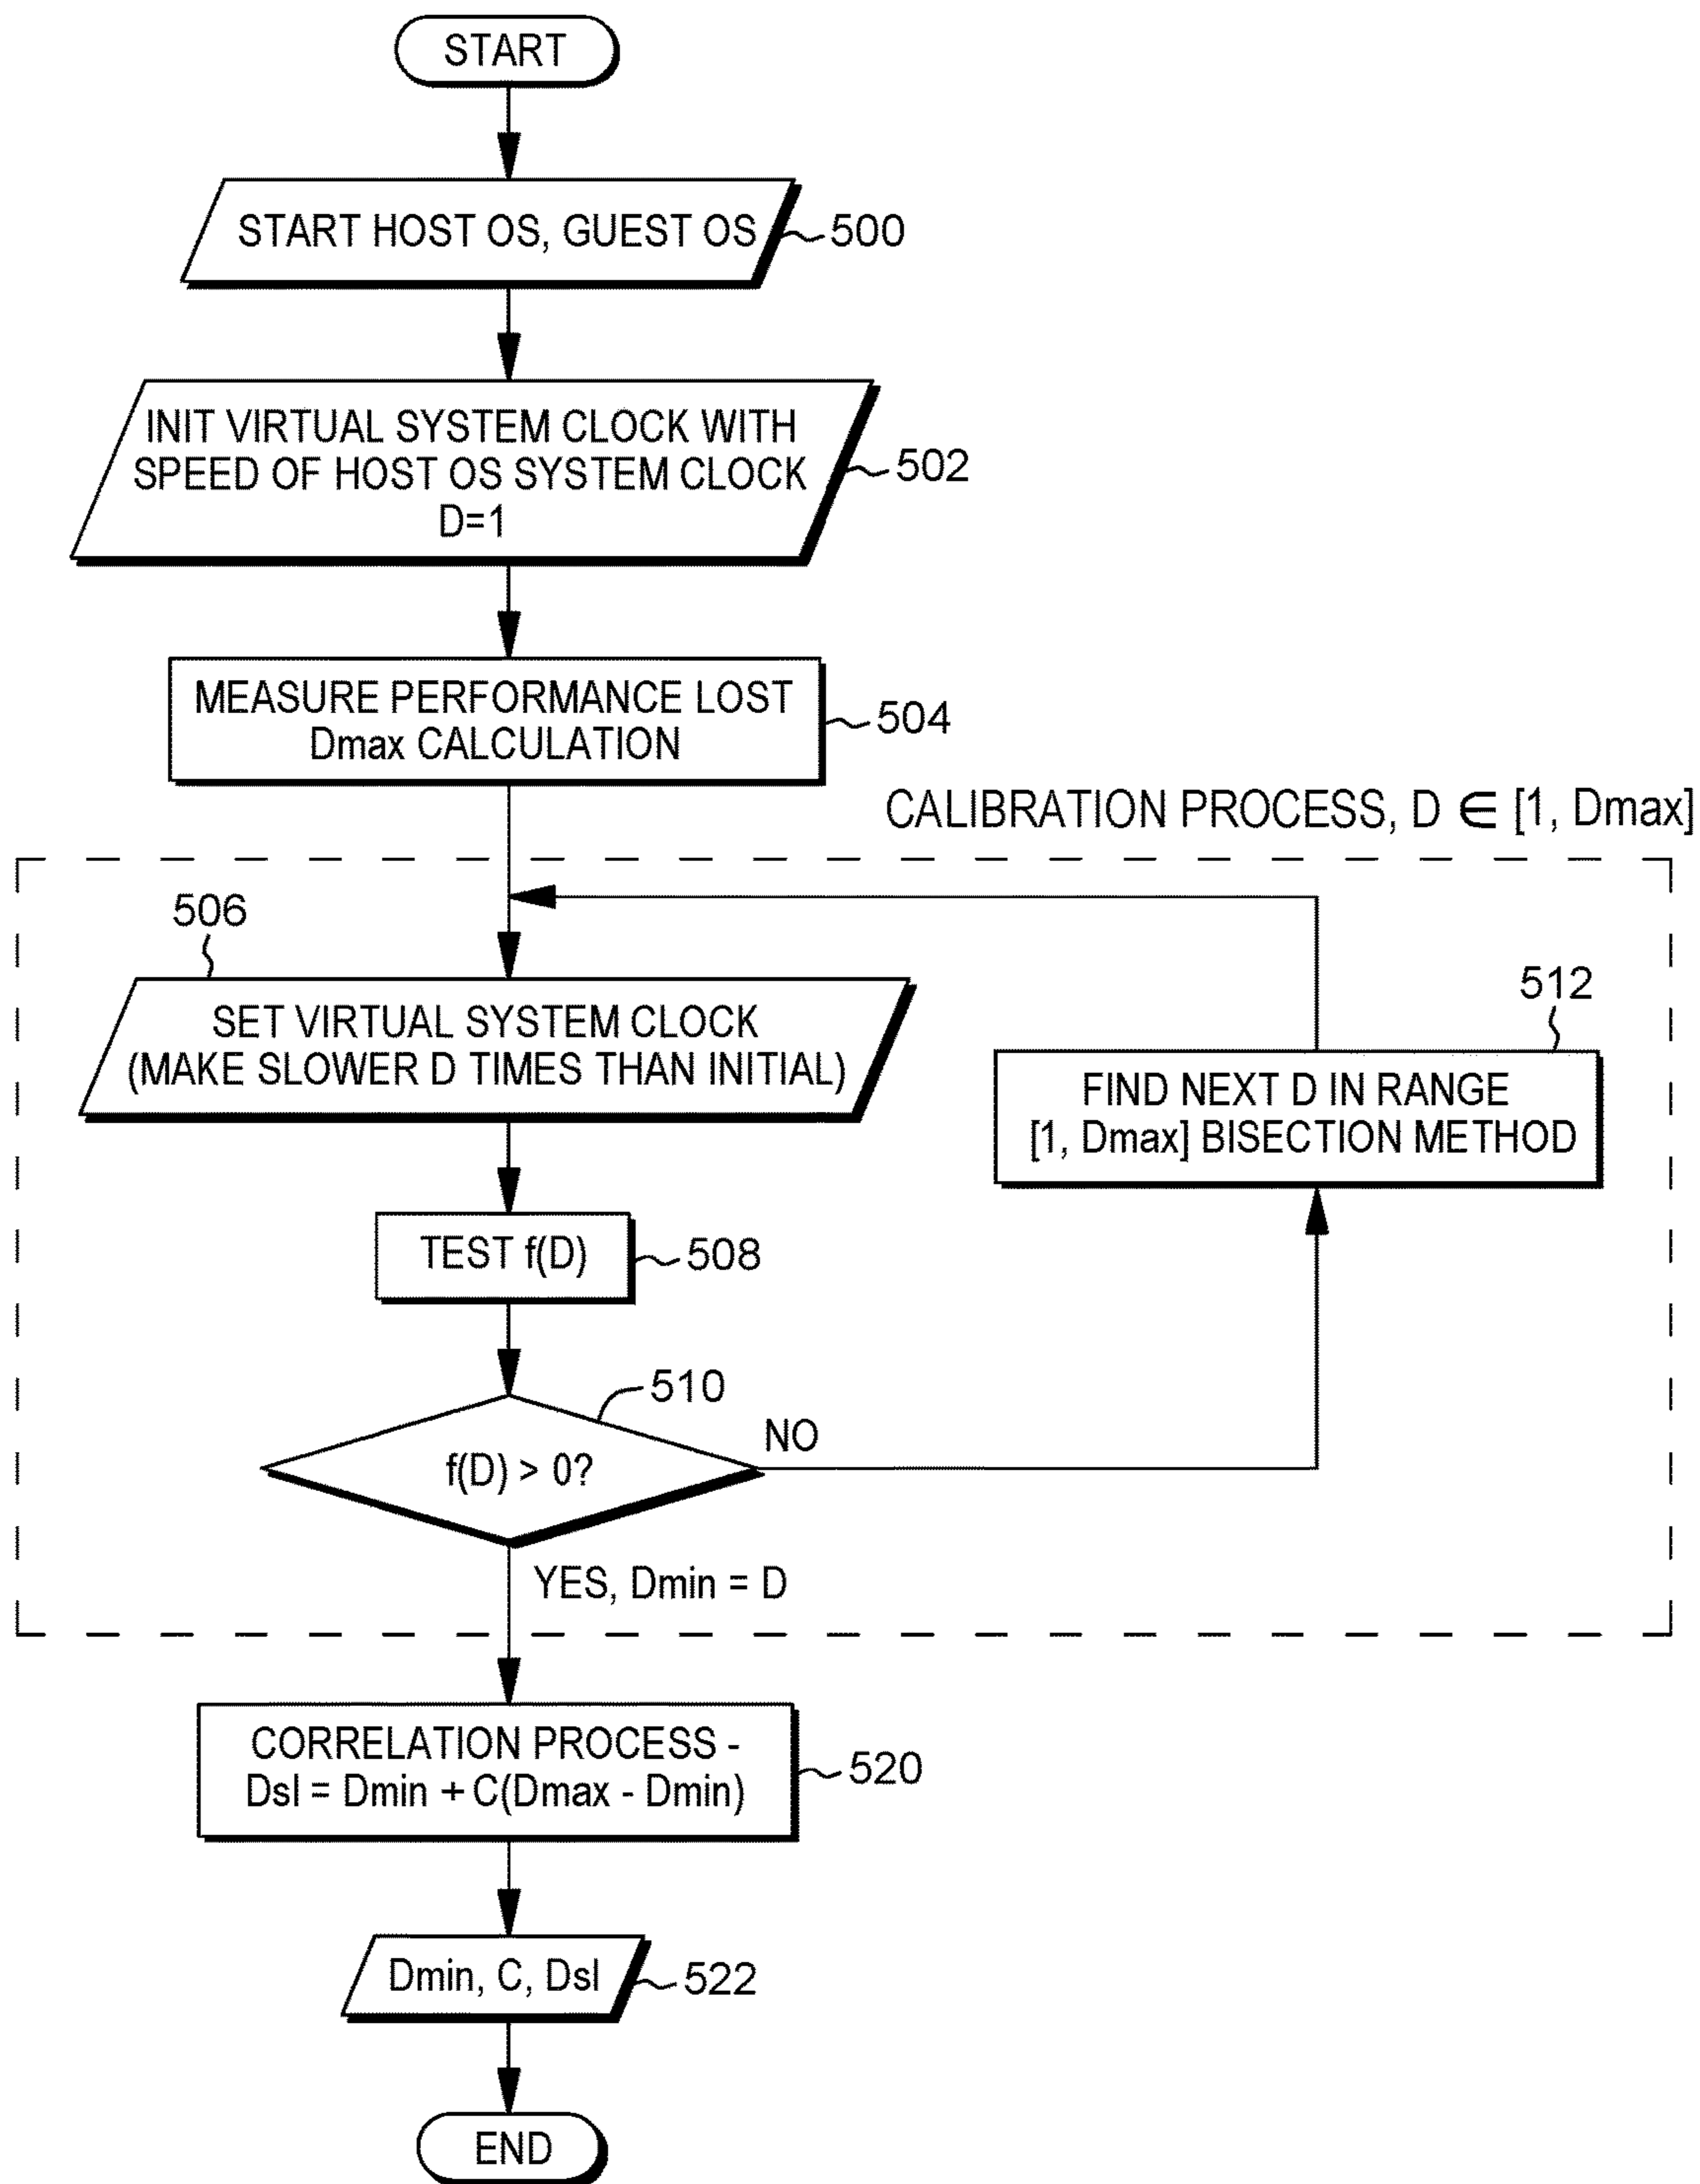 START
START HOST OS, GUEST OS
500
INIT VIRTUAL SYSTEM CLOCK WITH
SPEED OF HOST OS SYSTEM CLOCK
D=1
502
MEASURE PERFORMANCE LOST
Dmax CALCULATION
504
CALIBRATION PROCESS, D ∈ [1, Dmax]
506
SET VIRTUAL SYSTEM CLOCK
(MAKE SLOWER D TIMES THAN INITIAL)
512
FIND NEXT D IN RANGE
[1, Dmax] BISECTION METHOD
TEST f(D)
508
510
f(D) > 0?
NO
YES, Dmin = D
CORRELATION PROCESS -
Dsl = Dmin + C(Dmax - Dmin)
520
Dmin, C, Dsl
522
END